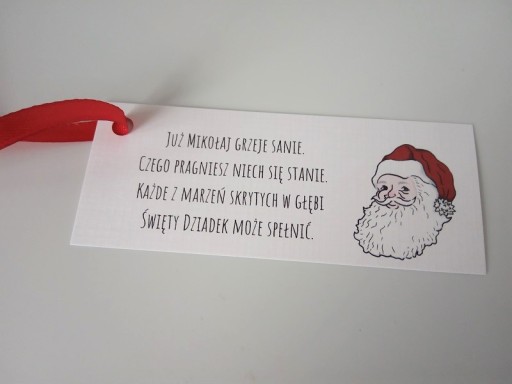 Już Mikołaj grzeje sanie.
Czego pragniesz niech się stanie.
Każde z marzeń skrytych w głębi
Święty Dziadek może spełnić.